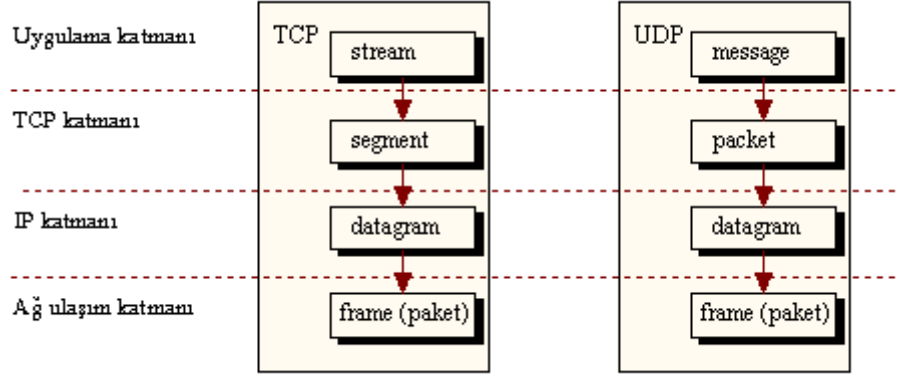 Uygulama katmanı
TCP
stream
UDP
message
TCP katmanı
segment
packet
IP katmanı
datagram
datagram
Ağ ulaşım katmanı
frame (paket)
frame (paket)